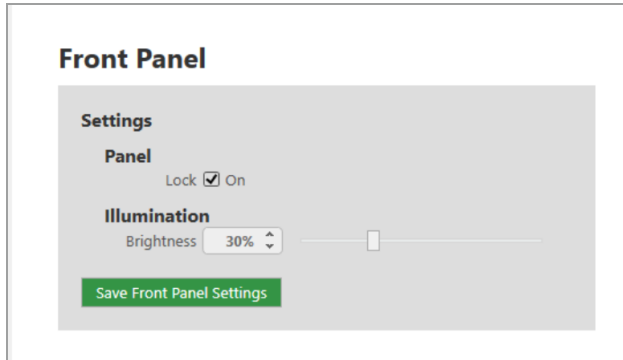 Front Panel
Settings
Panel
Lock On
Illumination
Brightness 30%
Save Front Panel Settings